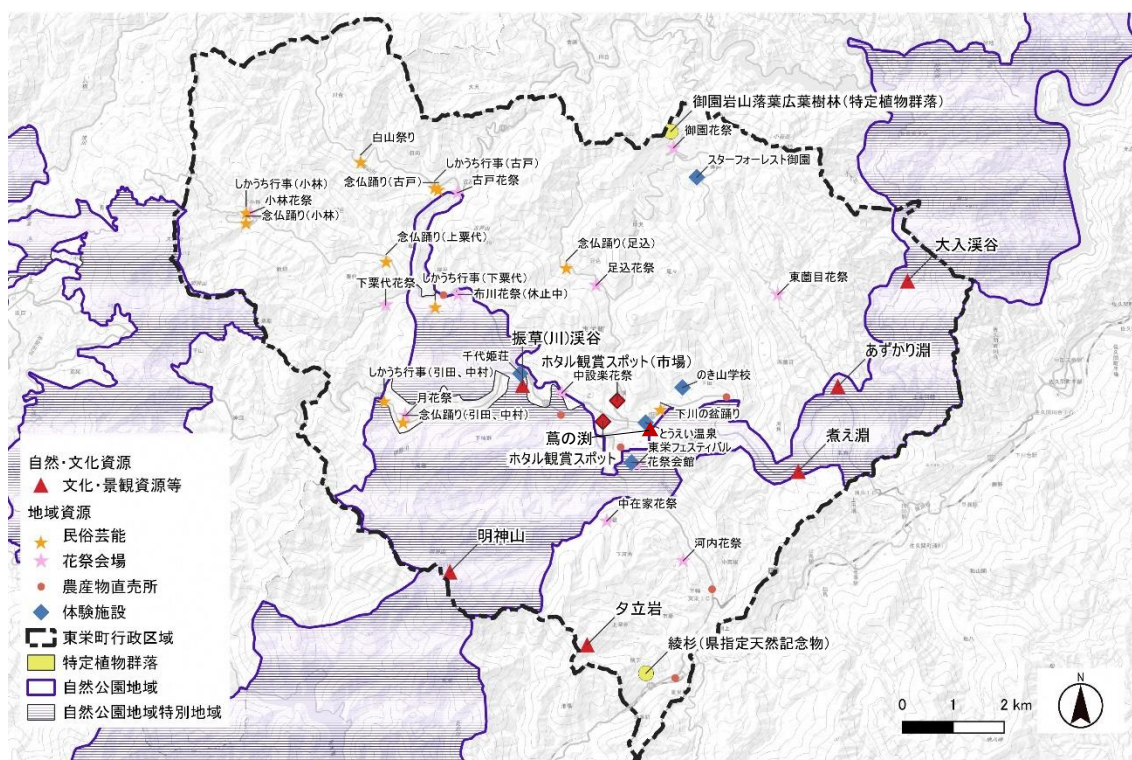 御園岩山落葉広葉樹林(特定植物群落)
御園花祭
白山祭り
スターフォーレスト御園
しかうち行事(古戸)
念仏踊り(古戸)
古戸花祭
しかうち行事(小林)
小林花祭
念仏踊り(小林)
大入渓谷
念仏踊り(上粟代)
念仏踊り(足込)
足込花祭
東薗目花祭
しかうち行事(下粟代)
下粟代花祭
布川花祭(休止中)
振草(川)渓谷
あずかり淵
千代姫荘
ホタル観賞スポット(市場)
しかうち行事(引田、中村)
中設楽花祭
のき山学校
月花祭
念仏踊り(引田、中村)
下川の盆踊り
蔦の渕
とうえい温泉
煮え淵
東栄フェスティバル
ホタル観賞スポット
花祭会館
中在家花祭
明神山
河内花祭
夕立岩
綾杉(県指定天然記念物)
自然・文化資源
文化・景観資源等
地域資源
民俗芸能
花祭会場
農産物直売所
体験施設
東栄町行政区域
特定植物群落
自然公園地域
自然公園地域特別地域
N
0 1 2 km